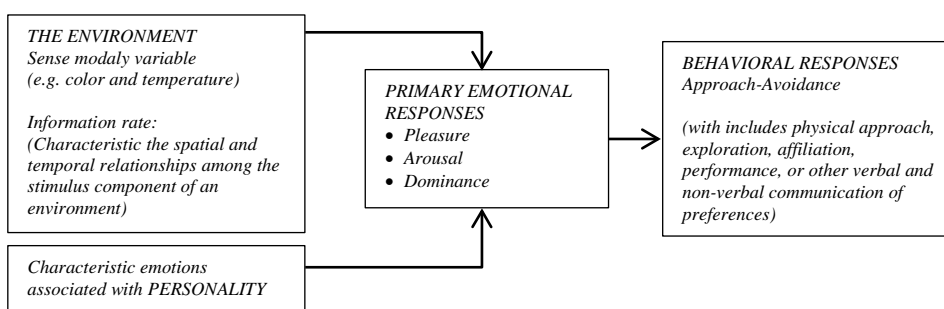 THE ENVIRONMENT
Sense modaly variable
(e.g. color and temperature)
Information rate:
(Characteristic the spatial and
temporal relationships among the
stimulus component of an
environment)
Characteristic emotions
associated with PERSONALITY
PRIMARY EMOTIONAL
RESPONSES
• Pleasure
• Arousal
• Dominance
BEHAVIORAL RESPONSES
Approach-Avoidance
(with includes physical approach,
exploration, affiliation,
performance, or other verbal and
non-verbal communication of
preferences)